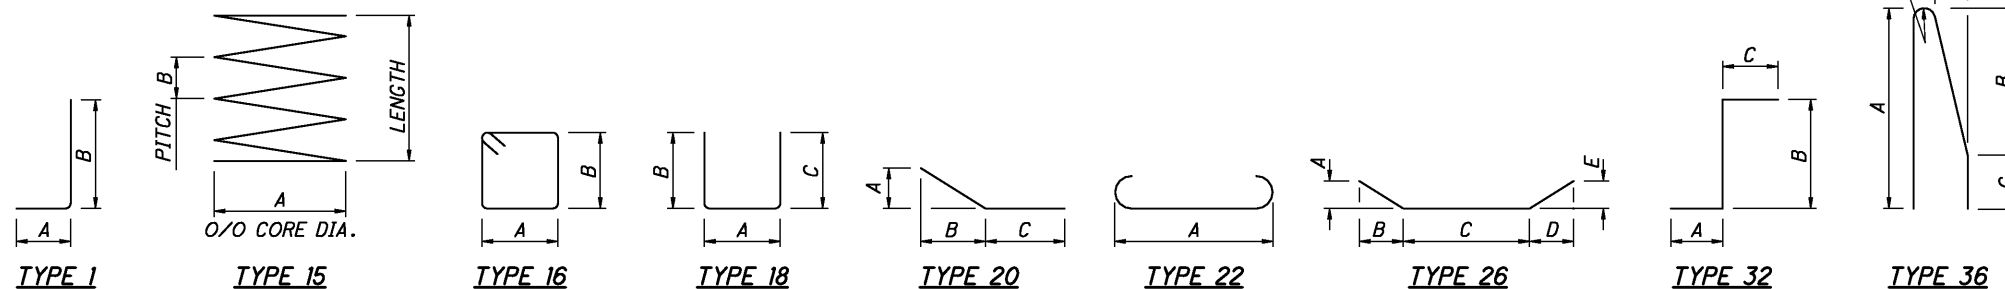 A
B
TYPE 1
PITCH B
LENGTH
A
O/O CORE DIA.
TYPE 15
A
B
TYPE 16
B
A
C
TYPE 18
A
B
C
TYPE 20
A
TYPE 22
A
B
C
D
E
TYPE 26
A
B
C
TYPE 32
A
TYPE 36